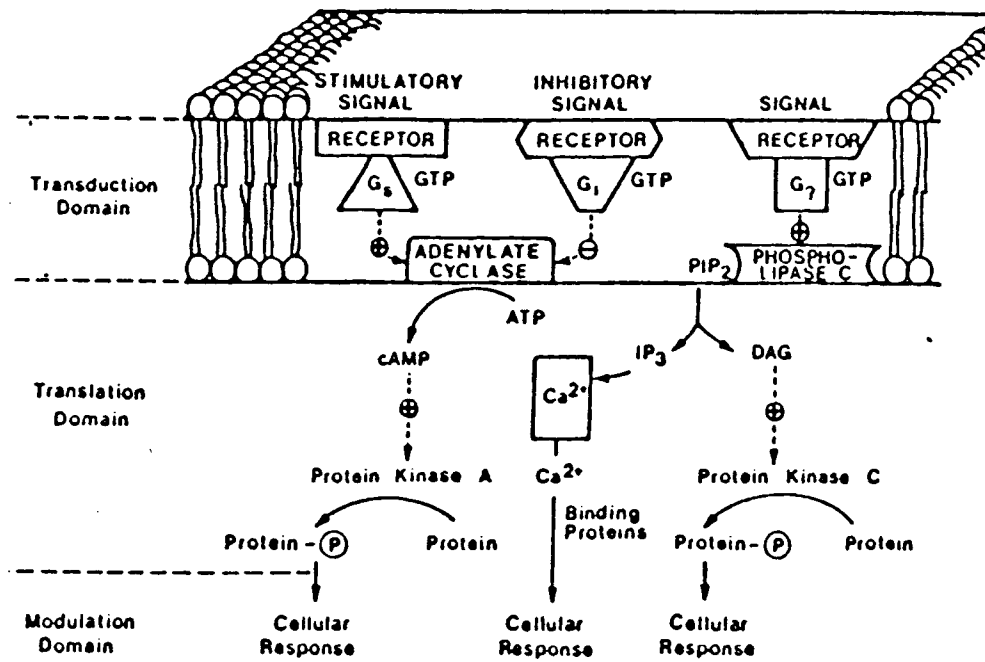 STIMULATORY
SIGNAL
INHIBITORY
SIGNAL
SIGNAL
RECEPTOR
RECEPTOR
RECEPTOR
Transduction
Domain
Gs GTP
Gi GTP
G? GTP
⊕
⊖
⊕
ADENYLATE
CYCLASE
PIP2
PHOSPHO-
LIPASE C
ATP
cAMP
IP3
DAG
Translation
Domain
⊕
Ca2+
⊕
Protein Kinase A
Ca2+
Protein Kinase C
Binding
Proteins
Protein-P
Protein
Protein-P
Protein
Modulation
Domain
Cellular
Response
Cellular
Response
Cellular
Response